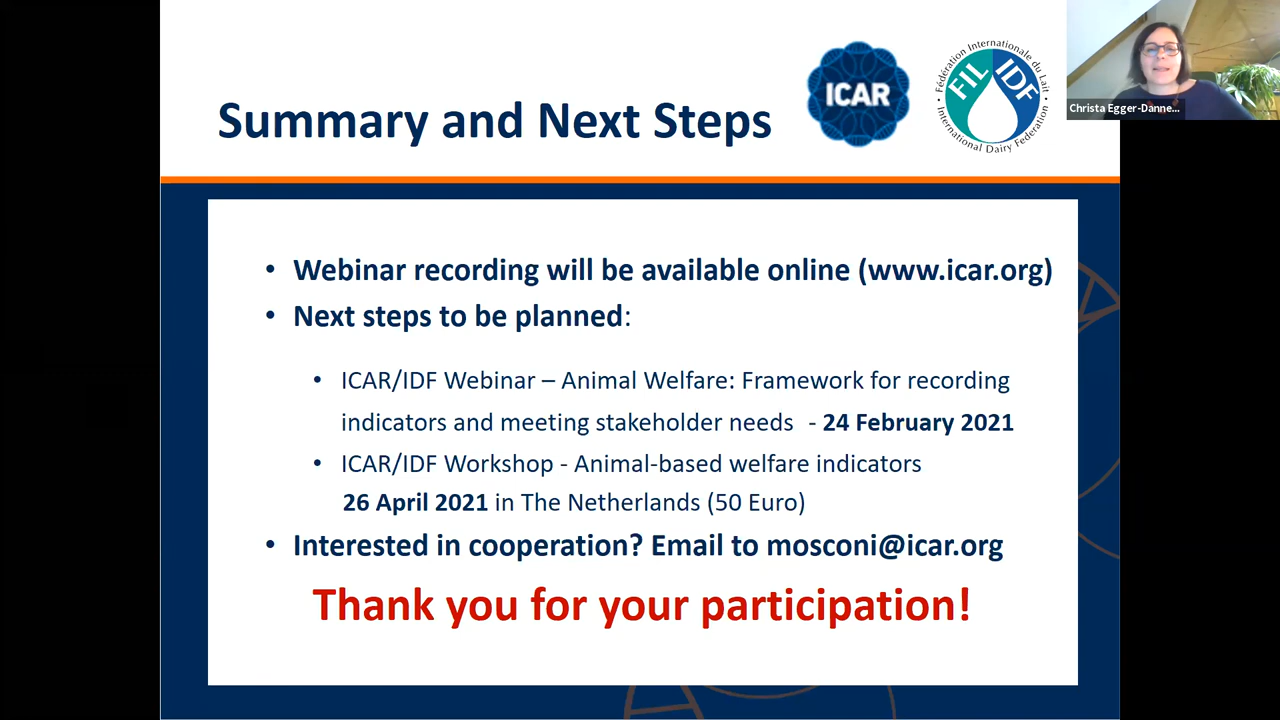 Summary and Next Steps
ICAR
Fédération Internationale du Lait
FIL IDF
International Dairy Federation
Christa Egger-Danne...
• Webinar recording will be available online (www.icar.org)
• Next steps to be planned:
• ICAR/IDF Webinar – Animal Welfare: Framework for recording
indicators and meeting stakeholder needs - 24 February 2021
• ICAR/IDF Workshop - Animal-based welfare indicators
26 April 2021 in The Netherlands (50 Euro)
• Interested in cooperation? Email to mosconi@icar.org
Thank you for your participation!